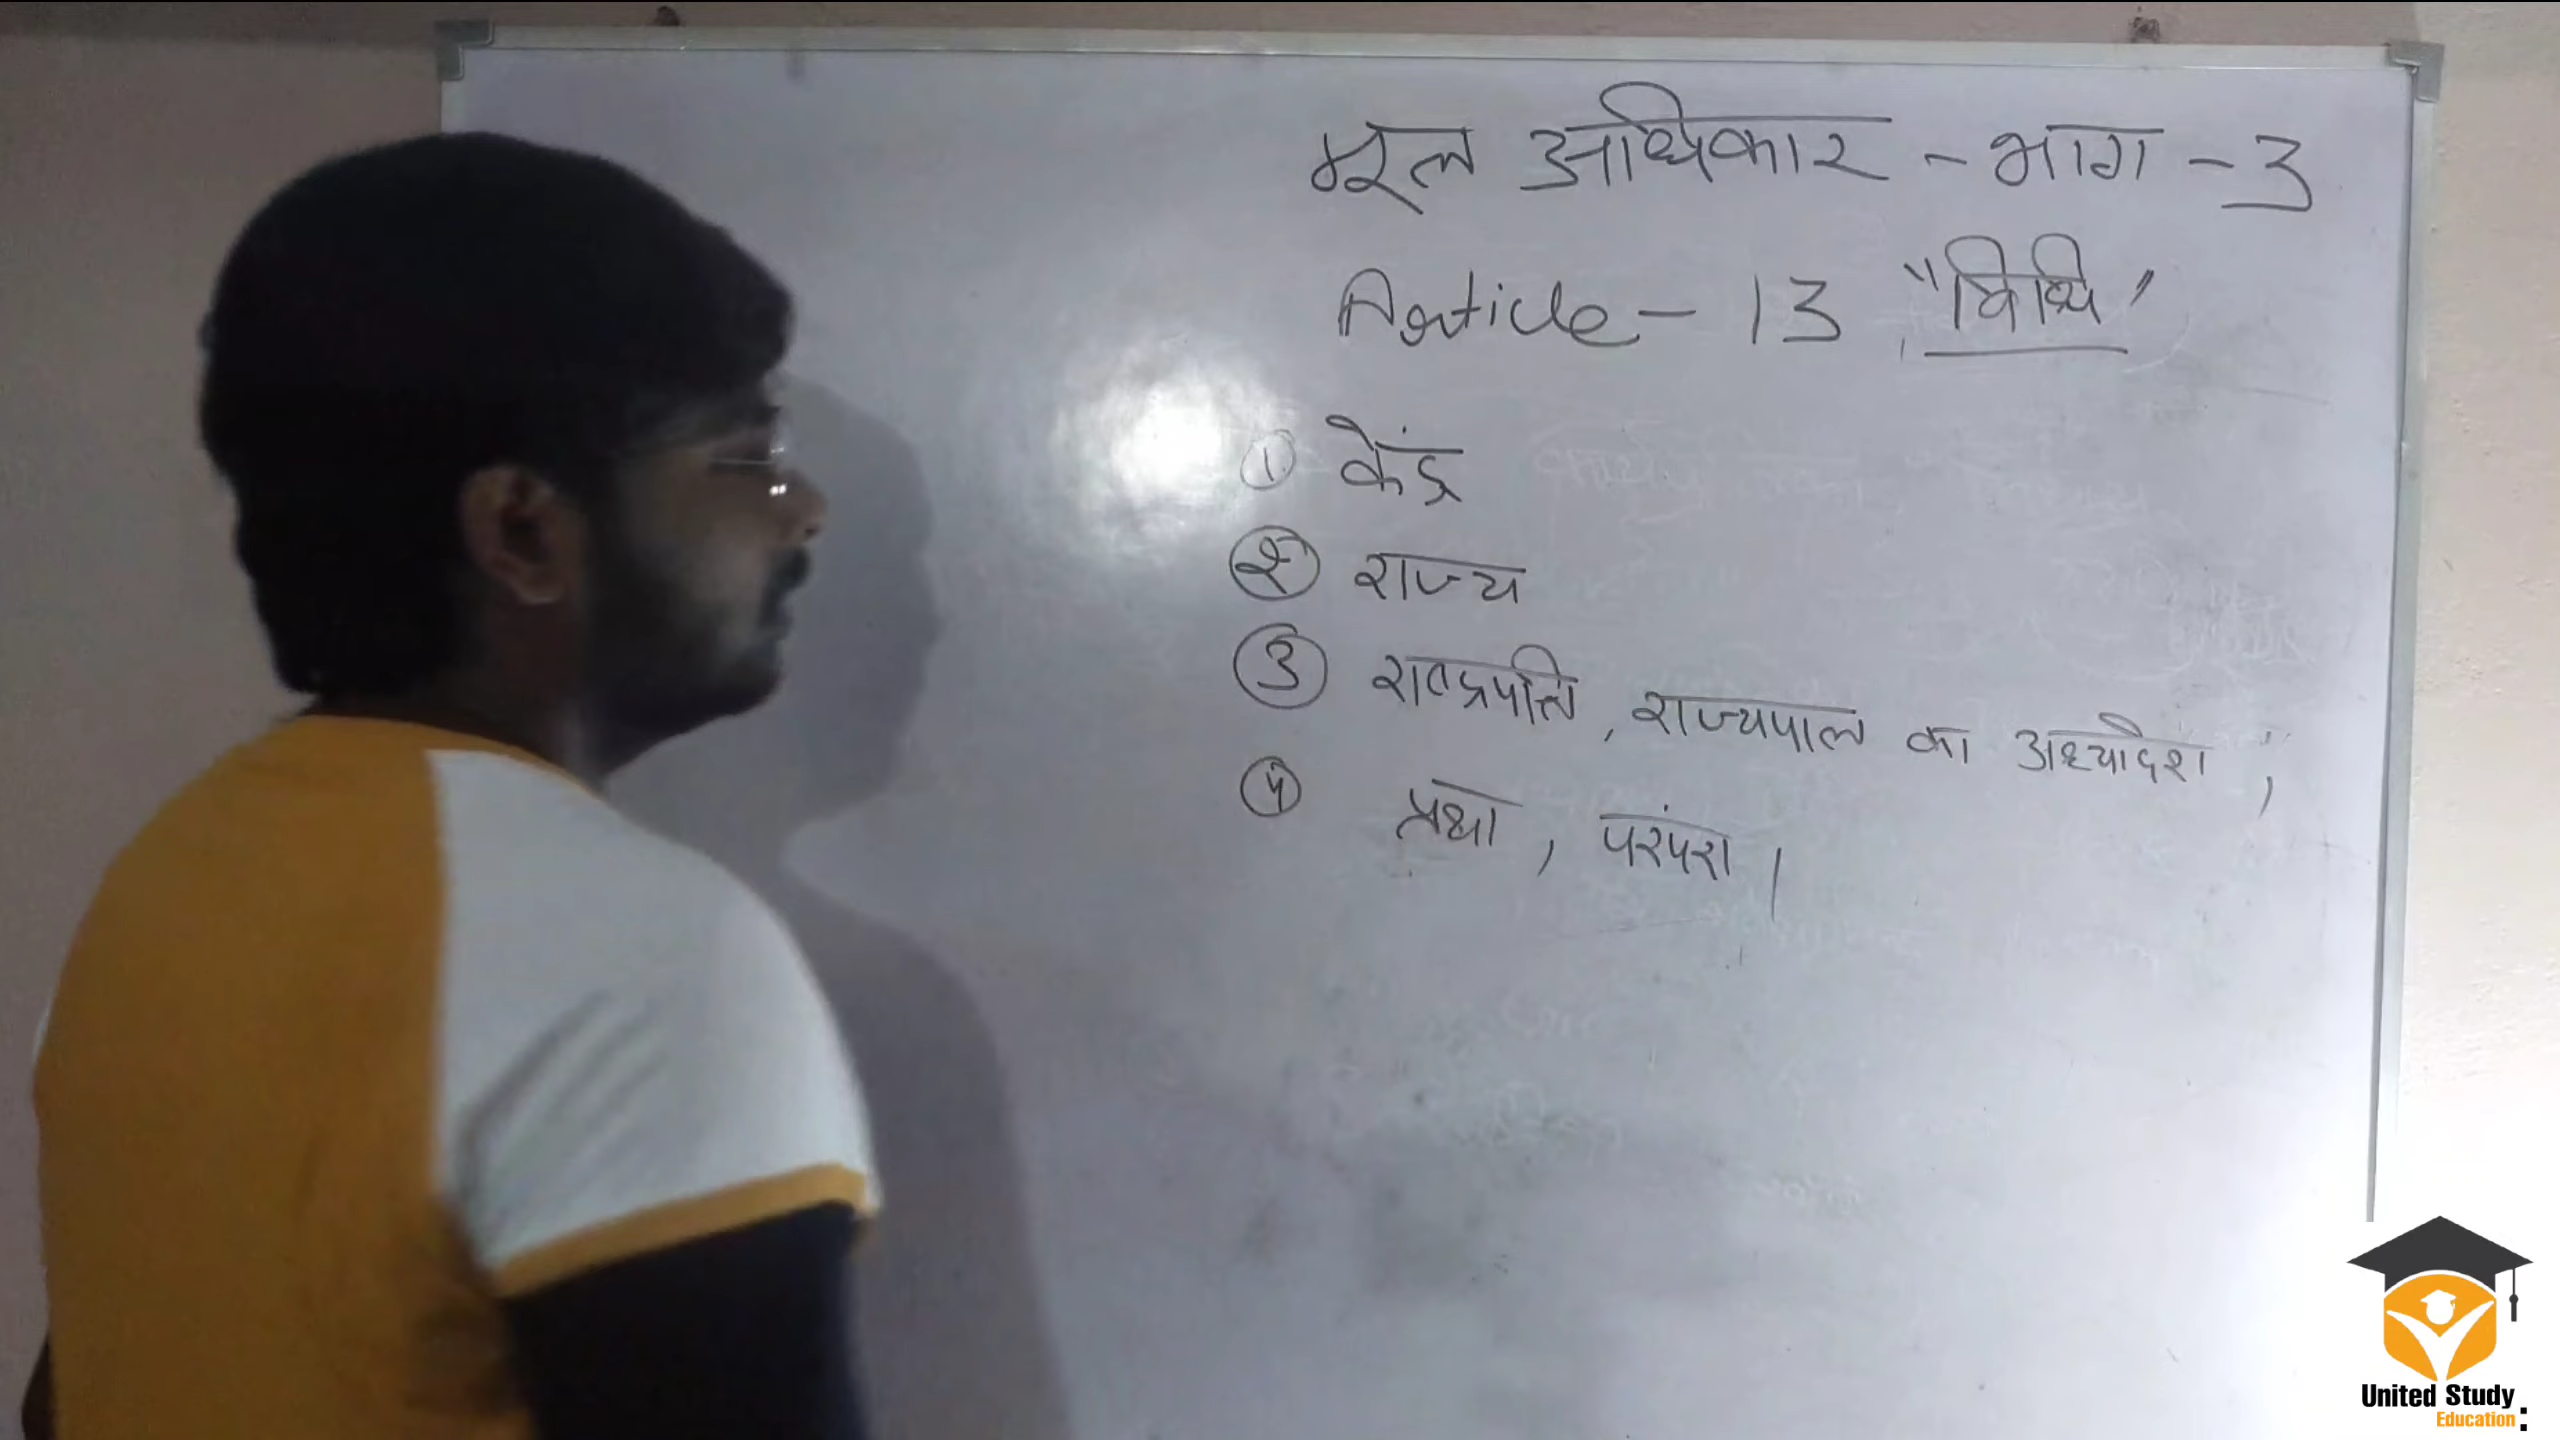 मूल अधिकार - भाग - 3
Article - 13 "विधि"
① केंद्र
② राज्य
③ राष्ट्रपति, राज्यपाल का अध्यादेश,
④ प्रथा, परंपरा।
United Study
Education